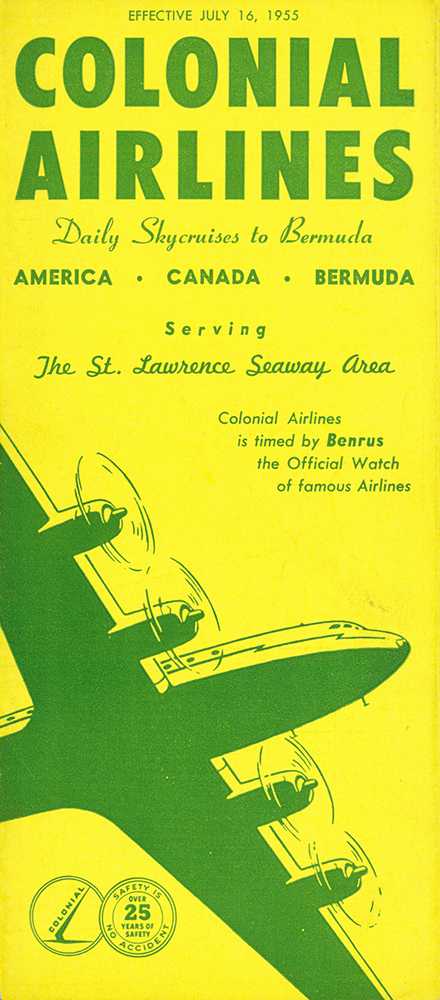 EFFECTIVE JULY 16, 1955
COLONIAL
AIRLINES
Daily Skycruises to Bermuda
AMERICA • CANADA • BERMUDA
Serving
The St. Lawrence Seaway Area
Colonial Airlines
is timed by Benrus
the Official Watch
of famous Airlines
COLONIAL
SAFETY IS
NO ACCIDENT
OVER
25
YEARS OF
SAFETY